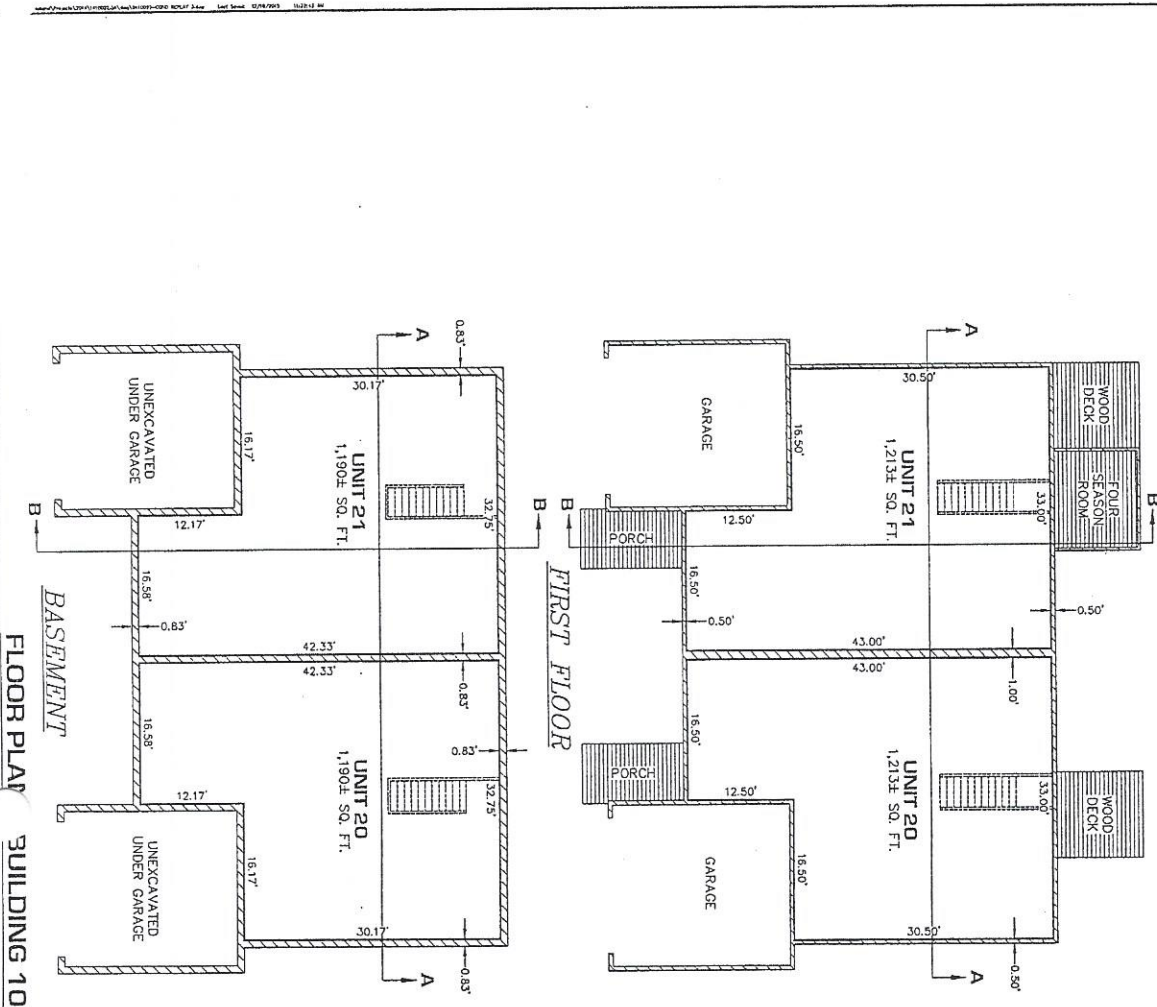 WOOD
DECK
FOUR
SEASON
ROOM
B
WOOD
DECK
A
30.50'
33.00'
0.50'
43.00'
43.00'
1.00'
33.00'
30.50'
0.50'
A
UNIT 21
1,213± SQ. FT.
UNIT 20
1,213± SQ. FT.
GARAGE
16.50'
12.50'
PORCH
16.50'
0.50'
16.50'
PORCH
12.50'
16.50'
GARAGE
B
FIRST FLOOR
B
A
0.83'
30.17'
32.75'
42.33'
42.33'
0.83'
0.83'
32.75'
30.17'
0.83'
A
UNIT 21
1,190± SQ. FT.
UNIT 20
1,190± SQ. FT.
UNEXCAVATED
UNDER GARAGE
16.17'
12.17'
16.58'
0.83'
16.58'
12.17'
16.17'
UNEXCAVATED
UNDER GARAGE
B
BASEMENT
FLOOR PLA
BUILDING 10